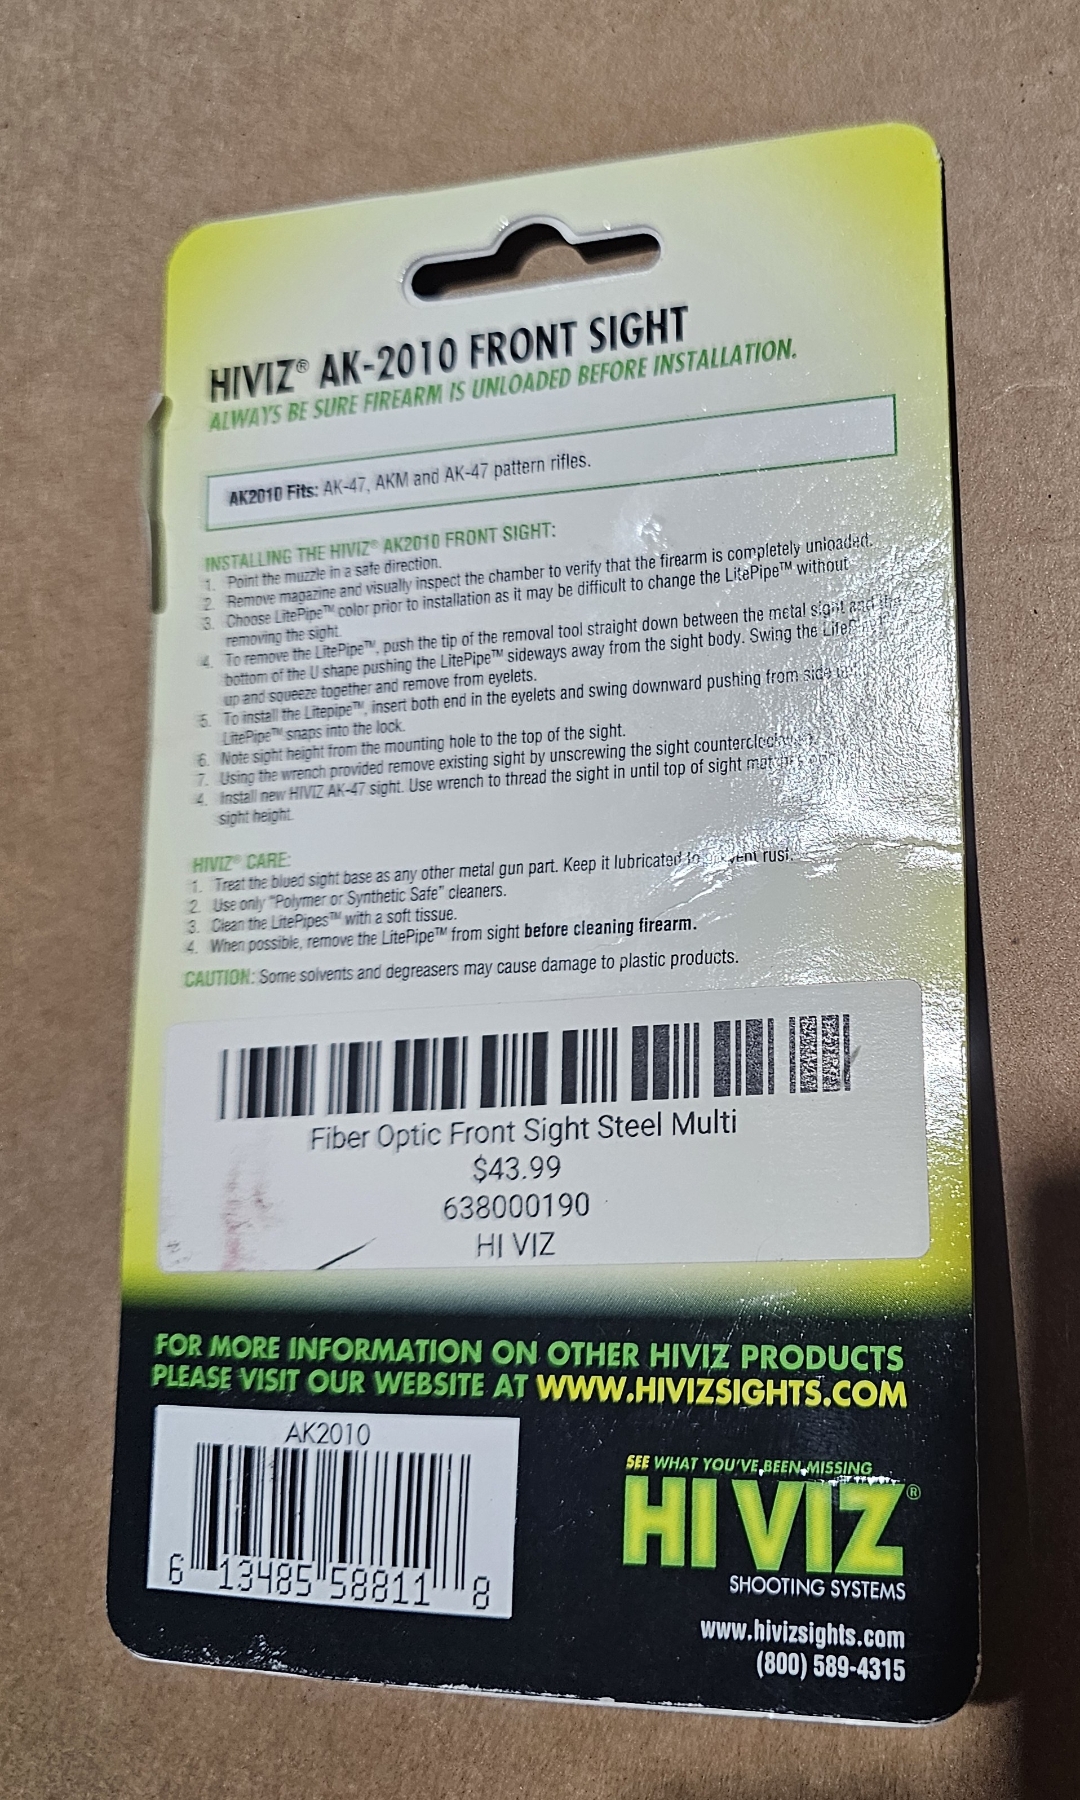 HIVIZ® AK-2010 FRONT SIGHT
ALWAYS BE SURE FIREARM IS UNLOADED BEFORE INSTALLATION.
AK2010 Fits: AK-47, AKM and AK-47 pattern rifles.
INSTALLING THE HIVIZ® AK2010 FRONT SIGHT:
1. Point the muzzle in a safe direction.
2. Remove magazine and visually inspect the chamber to verify that the firearm is completely unloaded.
3. Choose LitePipe™ color prior to installation as it may be difficult to change the LitePipe™ without
removing the sight.
4. To remove the LitePipe™, push the tip of the removal tool straight down between the metal sight and the
bottom of the U shape pushing the LitePipe™ sideways away from the sight body. Swing the
up and squeeze together and remove from eyelets.
5. To install the Litepipe™, insert both end in the eyelets and swing downward pushing from side
LitePipe™ snaps into the lock.
6. Note sight height from the mounting hole to the top of the sight.
7. Using the wrench provided remove existing sight by unscrewing the sight counterclockwise.
4. Install new HIVIZ AK-47 sight. Use wrench to thread the sight in until top of sight
sight height.
HIVIZ® CARE:
1. Treat the blued sight base as any other metal gun part. Keep it lubricated to prevent rust.
2. Use only "Polymer or Synthetic Safe" cleaners.
3. Clean the LitePipes™ with a soft tissue.
4. When possible, remove the LitePipe™ from sight before cleaning firearm.
CAUTION: Some solvents and degreasers may cause damage to plastic products.
Fiber Optic Front Sight Steel Multi
$43.99
638000190
HI VIZ
FOR MORE INFORMATION ON OTHER HIVIZ PRODUCTS
PLEASE VISIT OUR WEBSITE AT WWW.HIVIZSIGHTS.COM
AK2010
6 13485 58811 8
SEE WHAT YOU'VE BEEN MISSING
HI VIZ®
SHOOTING SYSTEMS
www.hivizsights.com
(800) 589-4315